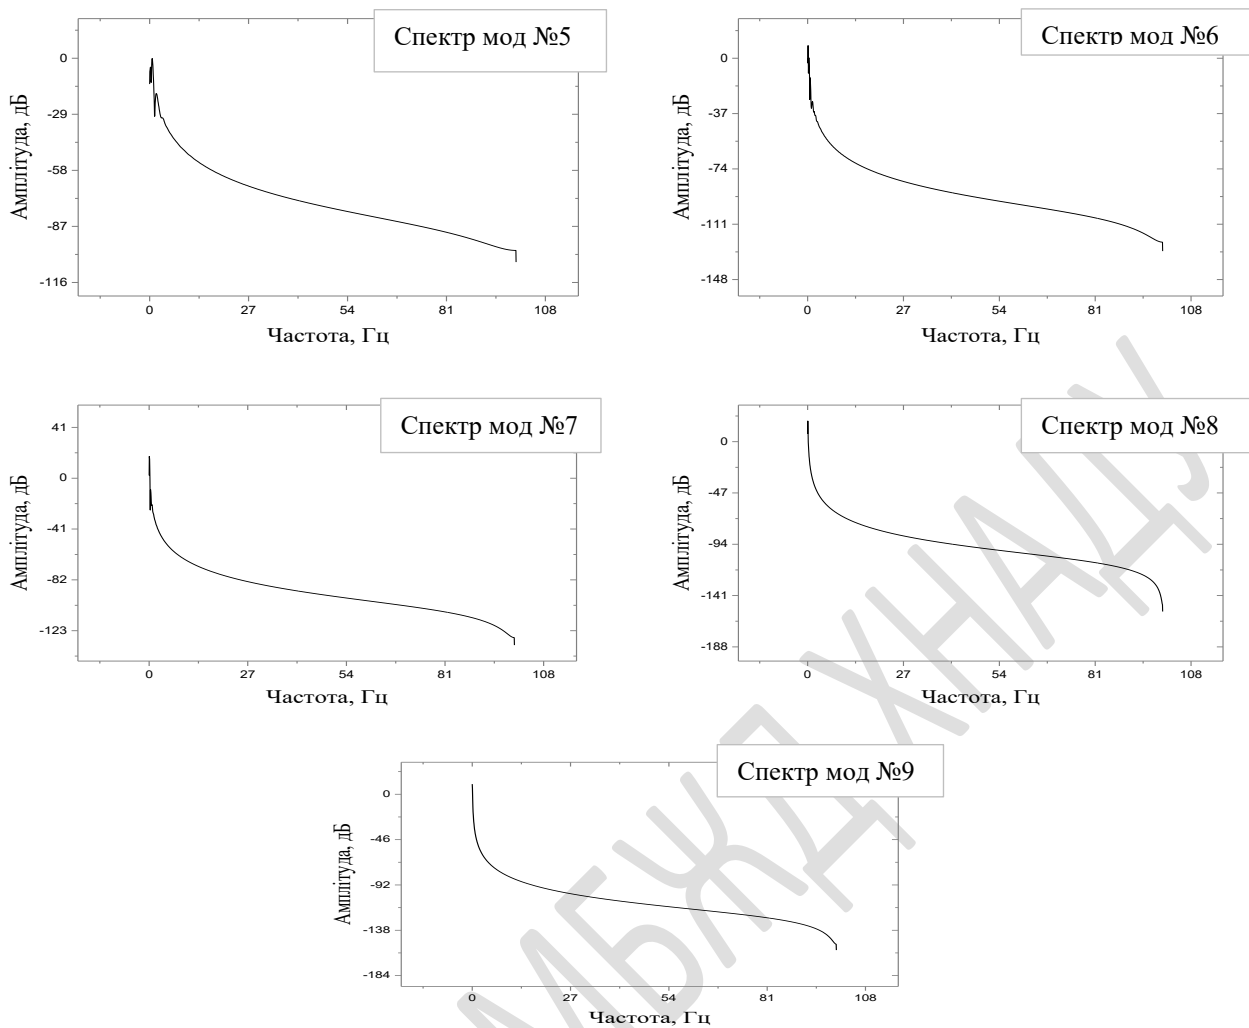 Спектр мод №5
Амплітуда, дБ
0
-29
-58
-87
-116
0 27 54 81 108
Частота, Гц
Спектр мод №6
Амплітуда, дБ
0
-37
-74
-111
-148
0 27 54 81 108
Частота, Гц
Спектр мод №7
Амплітуда, дБ
41
0
-41
-82
-123
0 27 54 81 108
Частота, Гц
Спектр мод №8
Амплітуда, дБ
0
-47
-94
-141
-188
0 27 54 81 108
Частота, Гц
Спектр мод №9
Амплітуда, дБ
0
-46
-92
-138
-184
0 27 54 81 108
Частота, Гц
МБЖД ХНАДУ